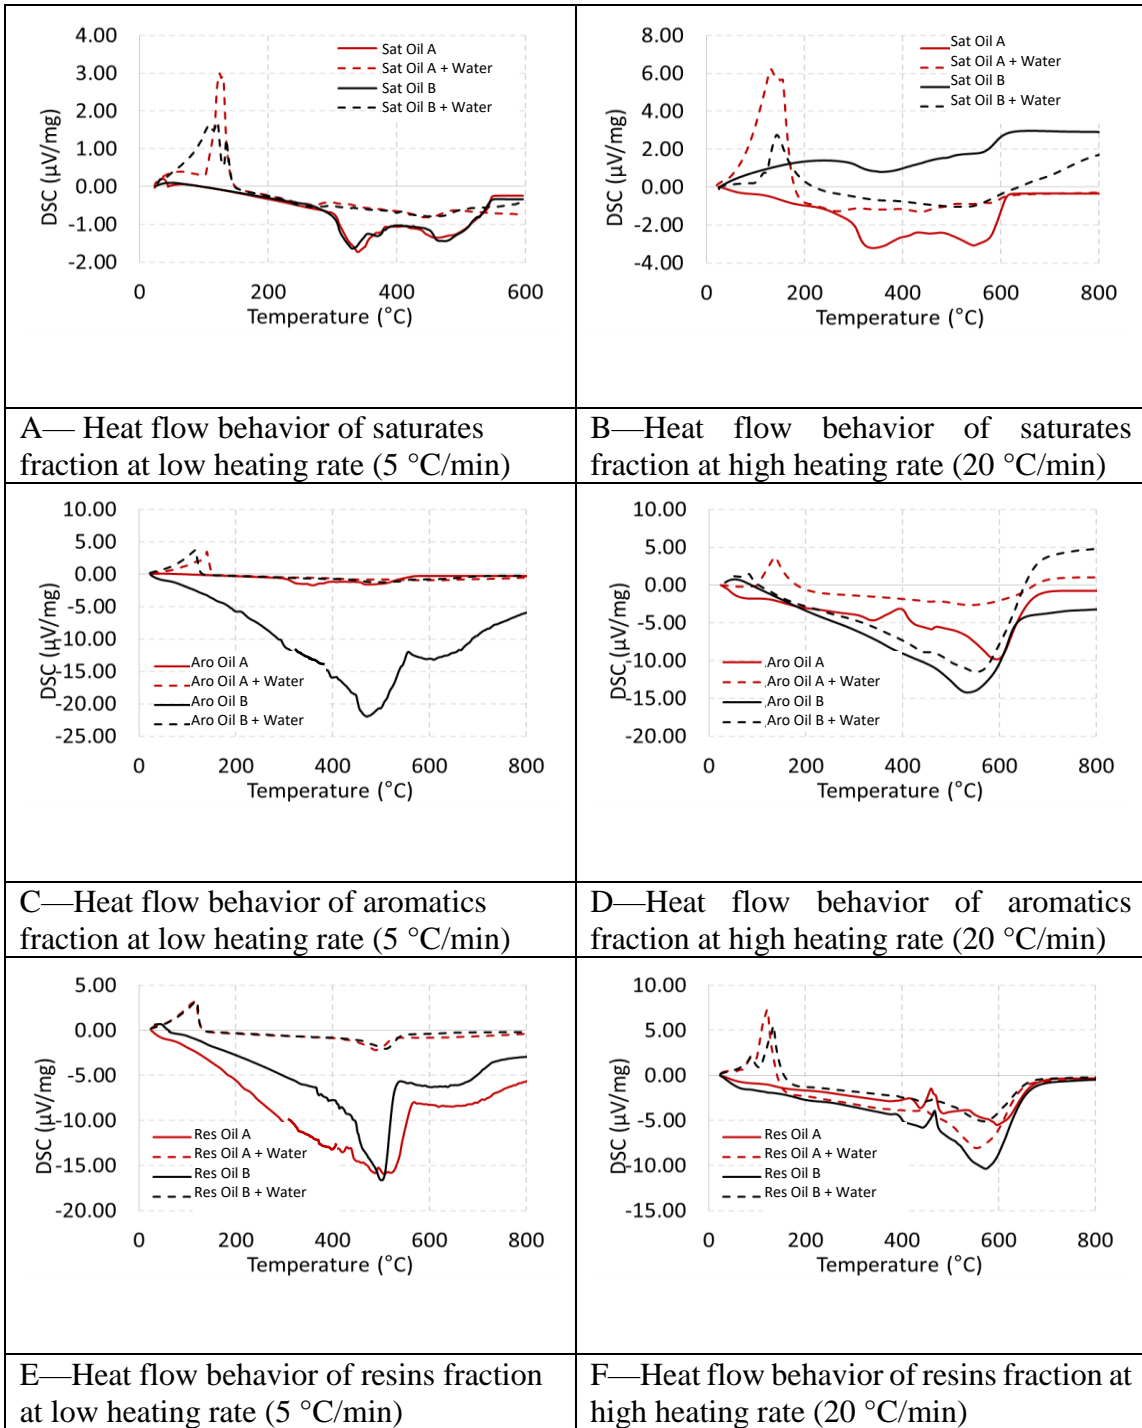 4.00
3.00
2.00
1.00
0.00
-1.00
-2.00
DSC (µV/mg)
0 200 400 600
Temperature (°C)
Sat Oil A
Sat Oil A + Water
Sat Oil B
Sat Oil B + Water
8.00
6.00
4.00
2.00
0.00
-2.00
-4.00
DSC (µV/mg)
0 200 400 600 800
Temperature (°C)
Sat Oil A
Sat Oil A + Water
Sat Oil B
Sat Oil B + Water
A— Heat flow behavior of saturates
fraction at low heating rate (5 °C/min)
B—Heat flow behavior of saturates
fraction at high heating rate (20 °C/min)
10.00
5.00
0.00
-5.00
-10.00
-15.00
-20.00
-25.00
DSC (µV/mg)
0 200 400 600 800
Temperature (°C)
Aro Oil A
Aro Oil A + Water
Aro Oil B
Aro Oil B + Water
10.00
5.00
0.00
-5.00
-10.00
-15.00
-20.00
DSC (µV/mg)
0 200 400 600 800
Temperature (°C)
Aro Oil A
Aro Oil A + Water
Aro Oil B
Aro Oil B + Water
C—Heat flow behavior of aromatics
fraction at low heating rate (5 °C/min)
D—Heat flow behavior of aromatics
fraction at high heating rate (20 °C/min)
5.00
0.00
-5.00
-10.00
-15.00
-20.00
DSC (µV/mg)
0 200 400 600 800
Temperature (°C)
Res Oil A
Res Oil A + Water
Res Oil B
Res Oil B + Water
10.00
5.00
0.00
-5.00
-10.00
-15.00
DSC (µV/mg)
0 200 400 600 800
Temperature (°C)
Res Oil A
Res Oil A + Water
Res Oil B
Res Oil B + Water
E—Heat flow behavior of resins fraction
at low heating rate (5 °C/min)
F—Heat flow behavior of resins fraction at
high heating rate (20 °C/min)